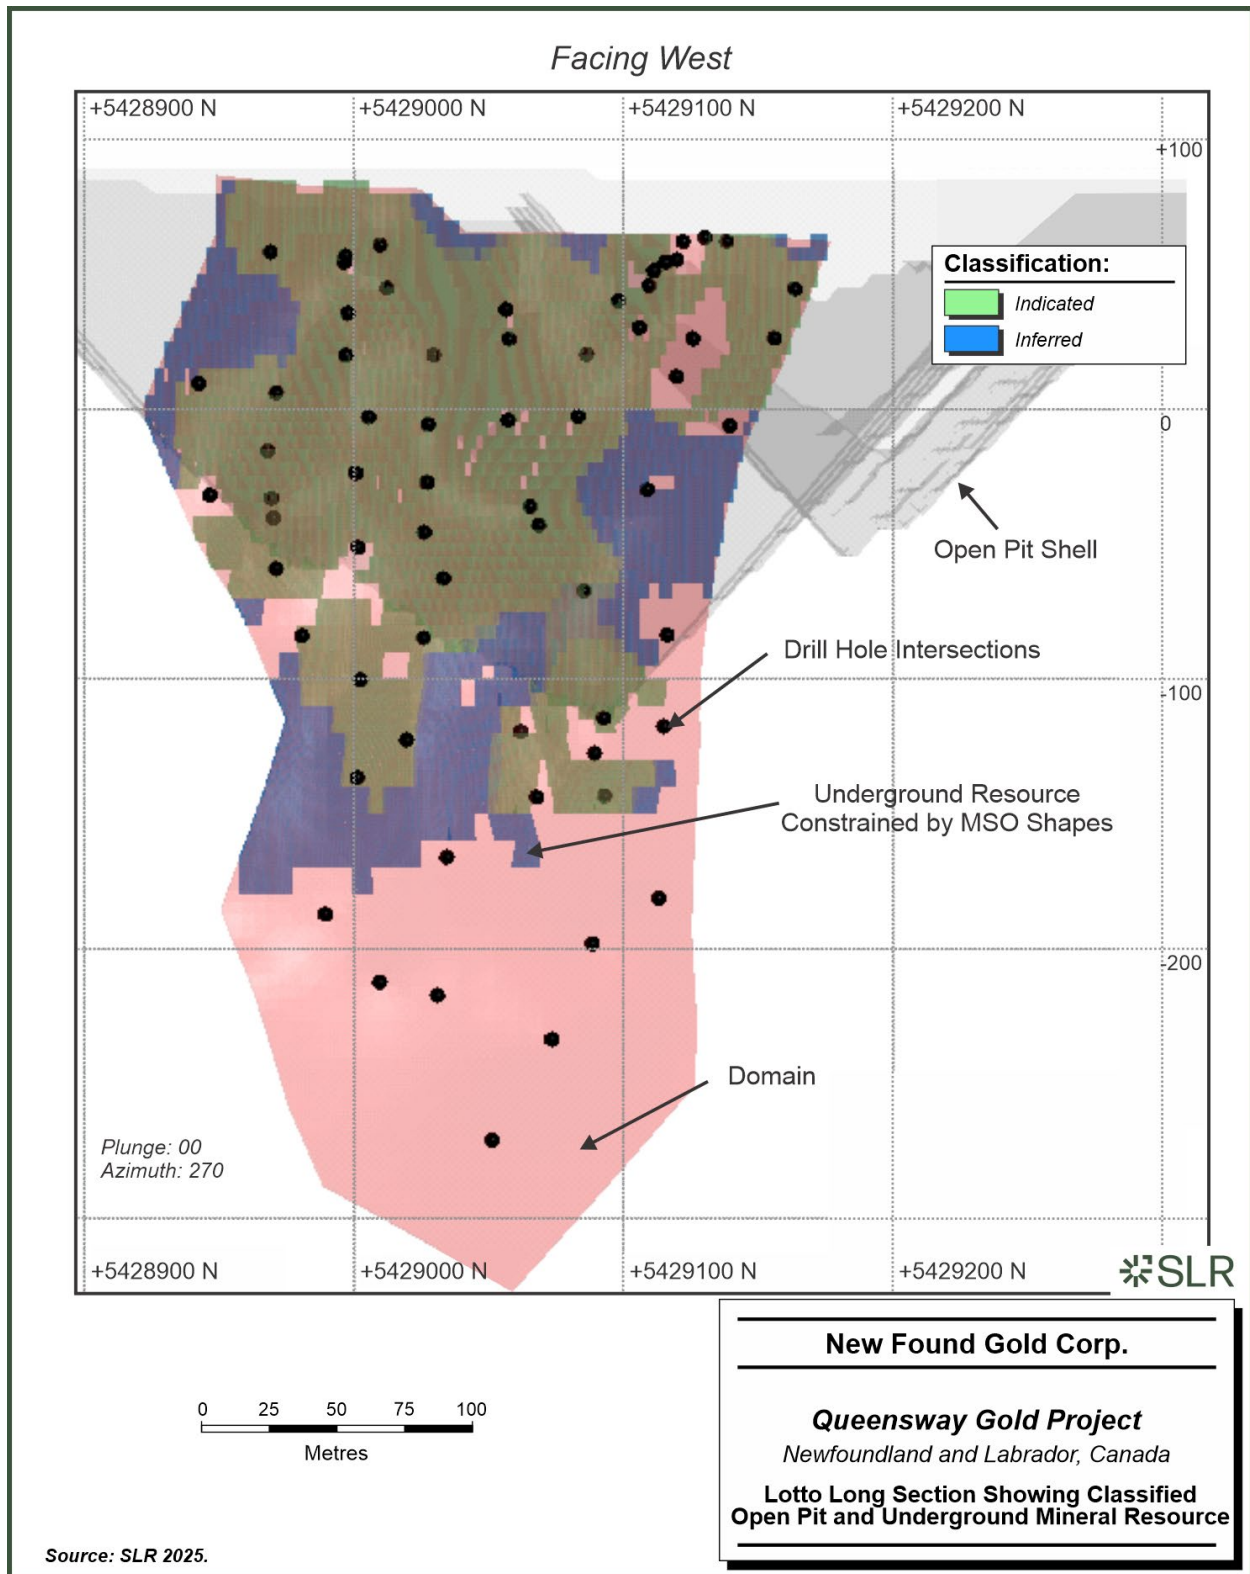 Facing West
+5428900 N
+5429000 N
+5429100 N
+5429200 N
+100
Classification:
Indicated
Inferred
0
Open Pit Shell
Drill Hole Intersections
-100
Underground Resource
Constrained by MSO Shapes
-200
Domain
Plunge: 00
Azimuth: 270
+5428900 N
+5429000 N
+5429100 N
+5429200 N
SLR
New Found Gold Corp.
Queensway Gold Project
Newfoundland and Labrador, Canada
Lotto Long Section Showing Classified
Open Pit and Underground Mineral Resource
0 25 50 75 100
Metres
Source: SLR 2025.